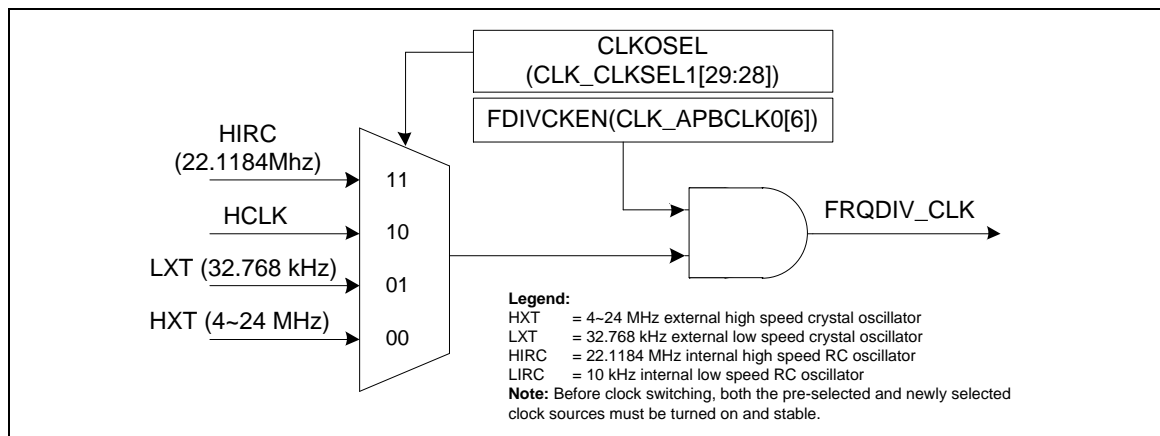 CLKOSEL
(CLK_CLKSEL1[29:28])
FDIVCKEN(CLK_APBCLK0[6])
HIRC
(22.1184Mhz)
11
HCLK
10
LXT (32.768 kHz)
01
HXT (4~24 MHz)
00
FRQDIV_CLK
Legend:
HXT = 4~24 MHz external high speed crystal oscillator
LXT = 32.768 kHz external low speed crystal oscillator
HIRC = 22.1184 MHz internal high speed RC oscillator
LIRC = 10 kHz internal low speed RC oscillator
Note: Before clock switching, both the pre-selected and newly selected
clock sources must be turned on and stable.